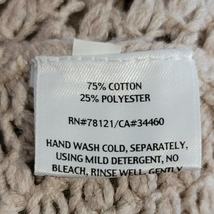 75% COTTON
25% POLYESTER
RN#78121/CA#34460
HAND WASH COLD, SEPARATELY,
USING MILD DETERGENT, NO
BLEACH, RINSE WELL, GENTLY